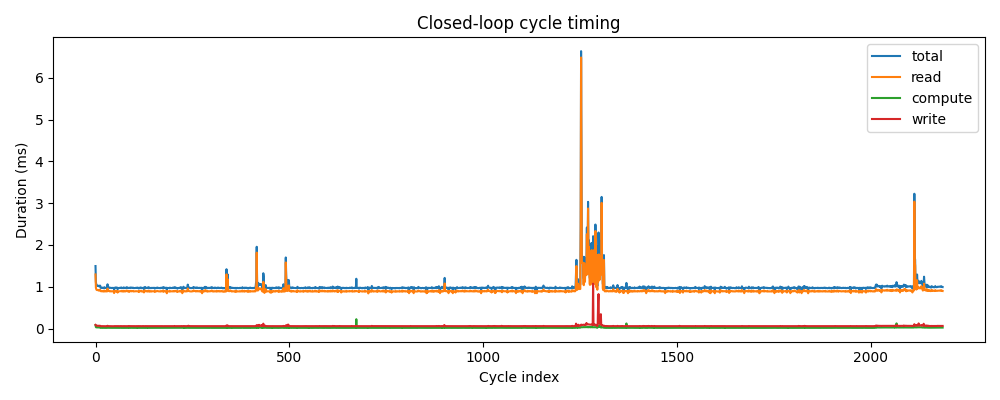 Closed-loop cycle timing
total
read
compute
write
Duration (ms)
6
5
4
3
2
1
0
0
500
1000
1500
2000
Cycle index